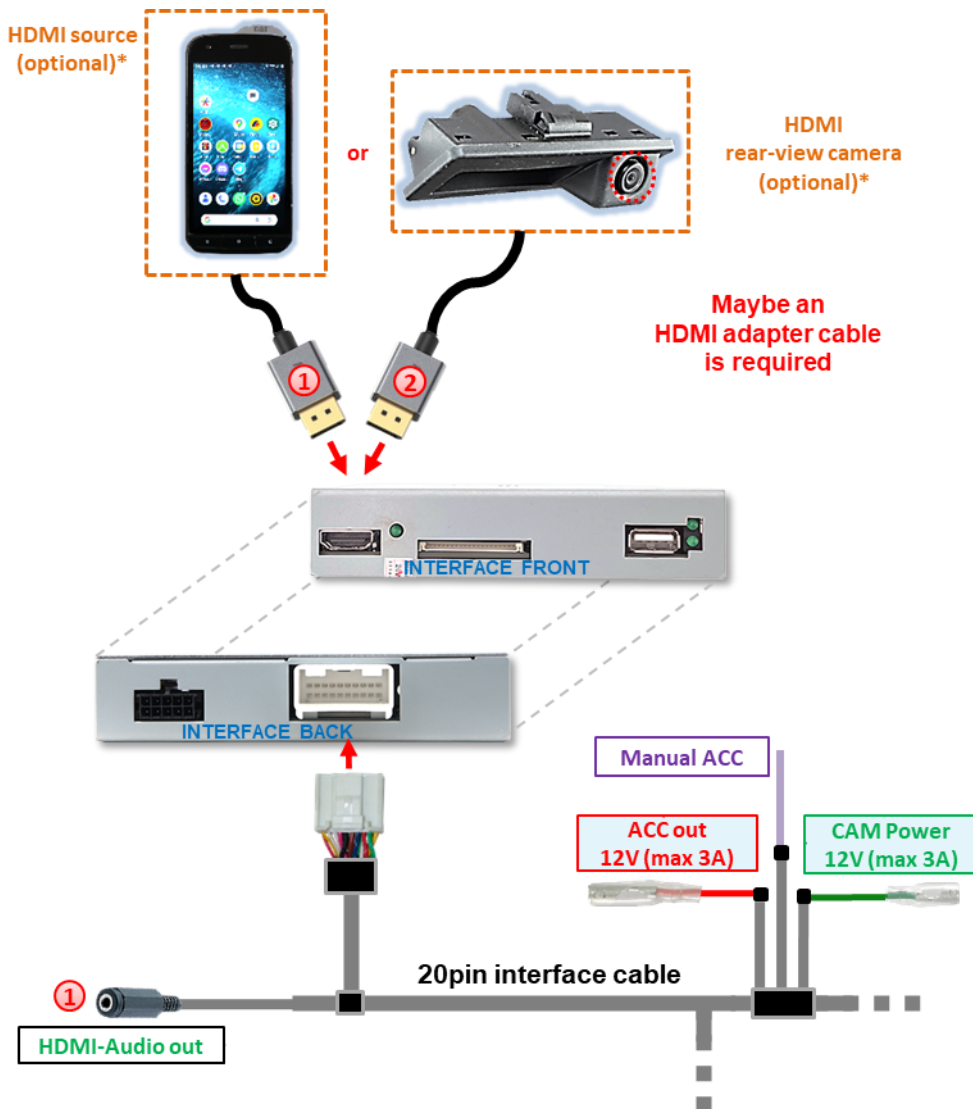 HDMI source
(optional)*
or
HDMI
rear-view camera
(optional)*
Maybe an
HDMI adapter cable
is required
1
2
INTERFACE FRONT
INTERFACE BACK
Manual ACC
ACC out
12V (max 3A)
CAM Power
12V (max 3A)
20pin interface cable
1
HDMI-Audio out